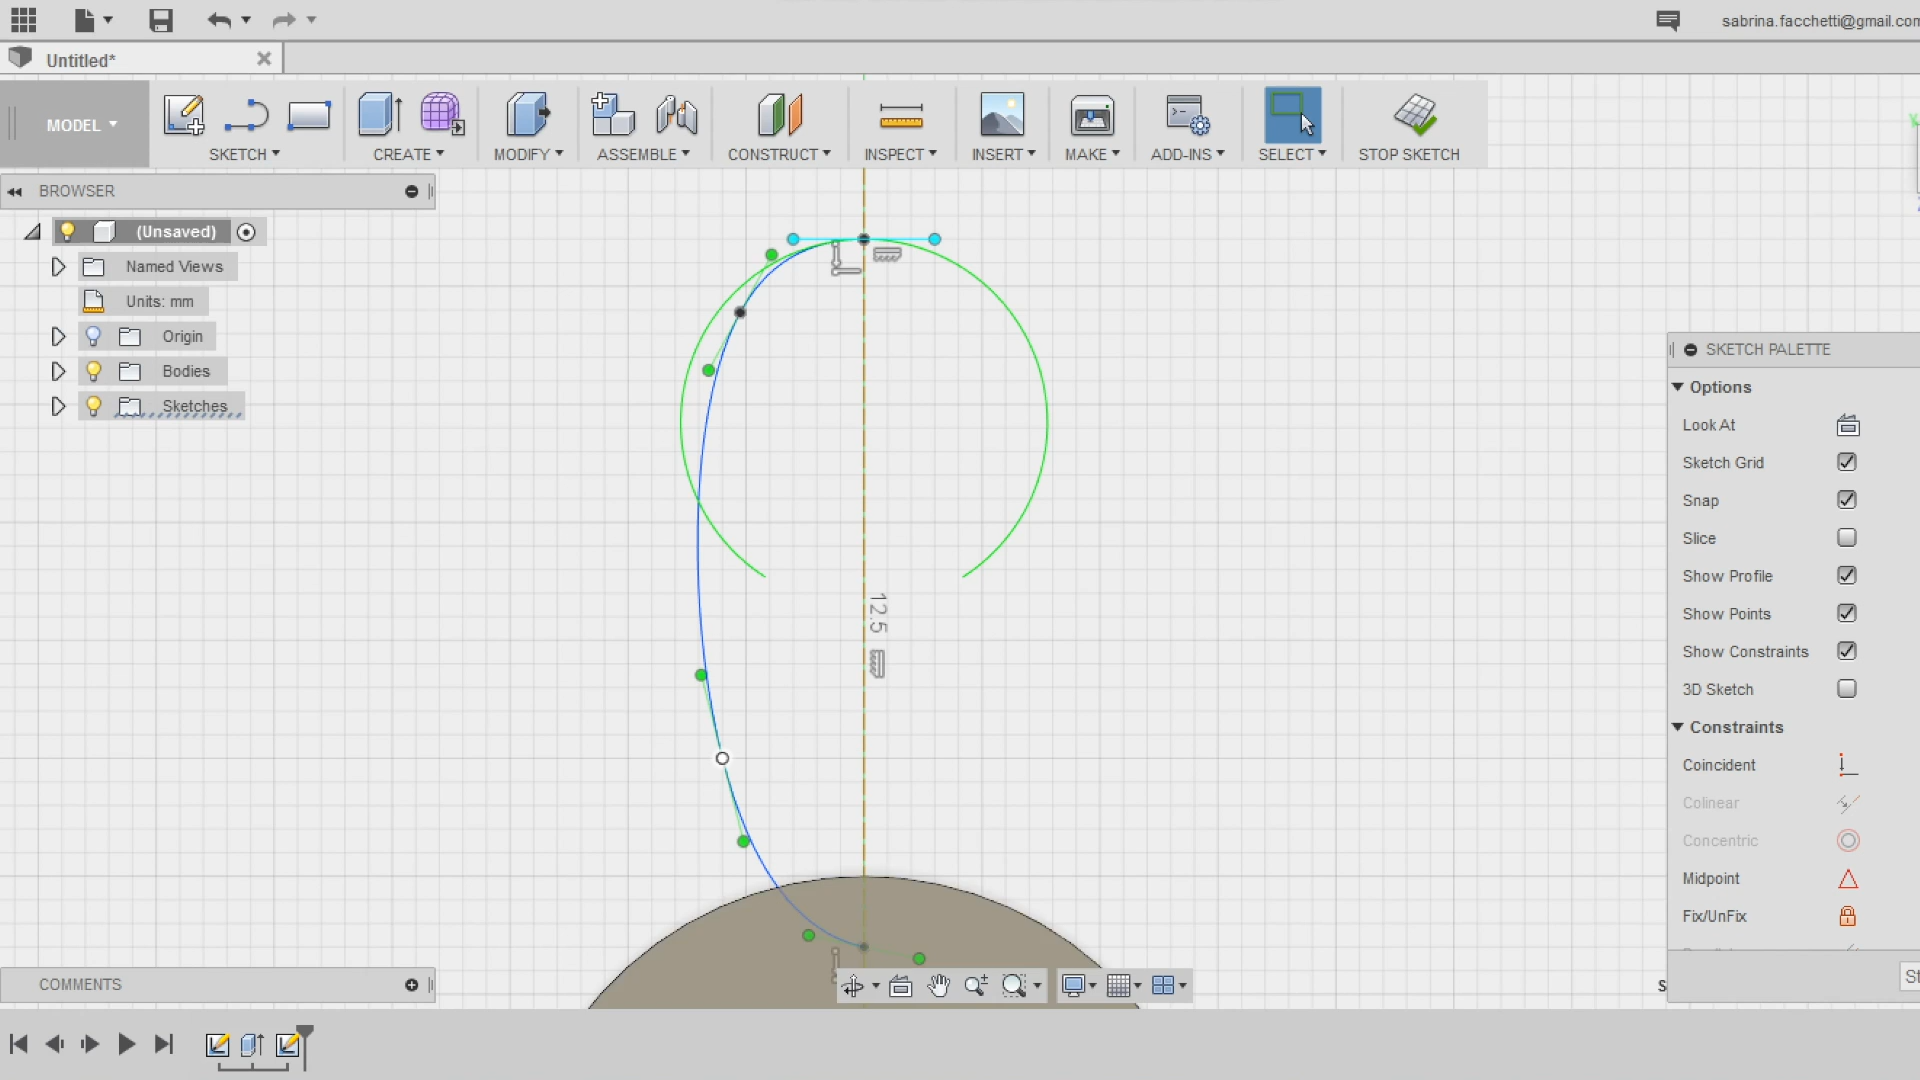 sabrina.facchetti@gmail.com
Untitled*
MODEL
SKETCH
CREATE
MODIFY
ASSEMBLE
CONSTRUCT
INSPECT
INSERT
MAKE
ADD-INS
SELECT
STOP SKETCH
BROWSER
(Unsaved)
Named Views
Units: mm
Origin
Bodies
Sketches
12.5
SKETCH PALETTE
Options
Look At
Sketch Grid
Snap
Slice
Show Profile
Show Points
Show Constraints
3D Sketch
Constraints
Coincident
Colinear
Concentric
Midpoint
Fix/UnFix
COMMENTS
S
St